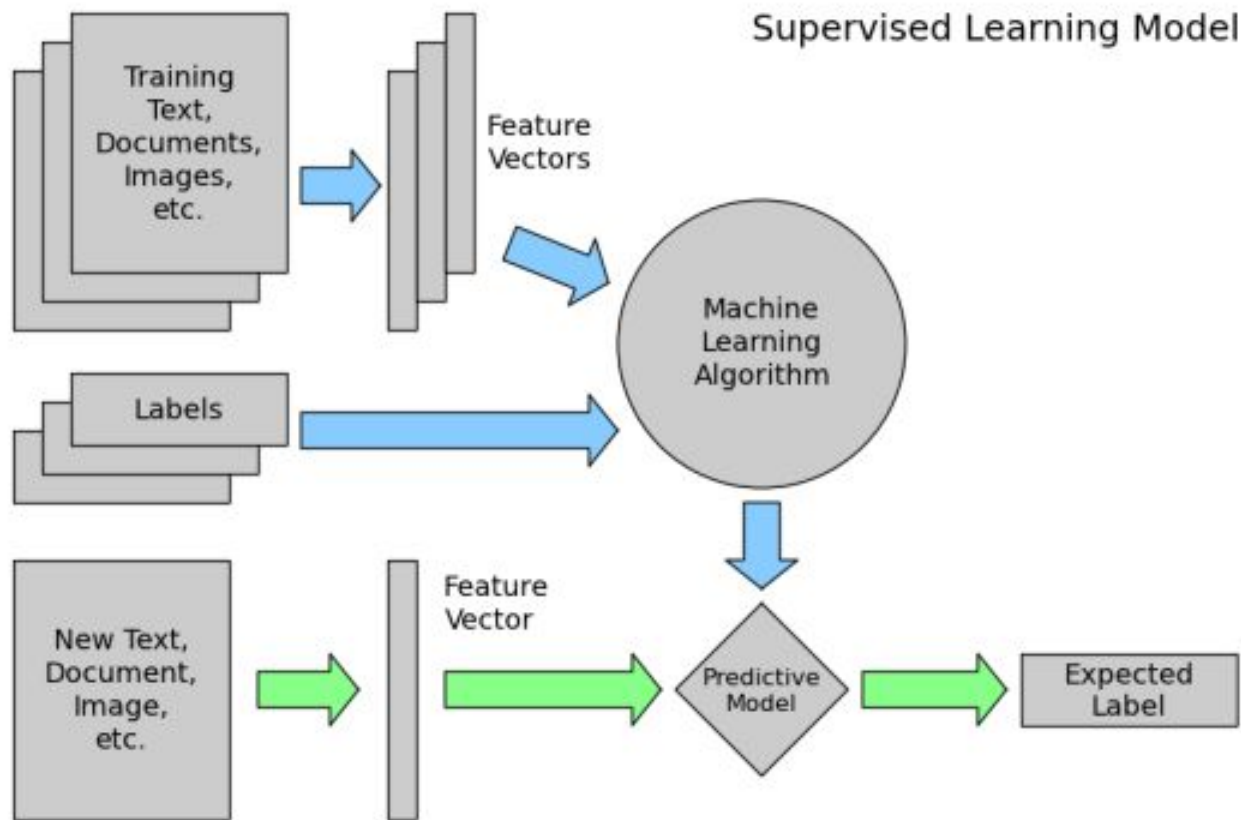 Supervised Learning Model
Training
Text,
Documents,
Images,
etc.
Feature
Vectors
Machine
Learning
Algorithm
Labels
New Text,
Document,
Image,
etc.
Feature
Vector
Predictive
Model
Expected
Label